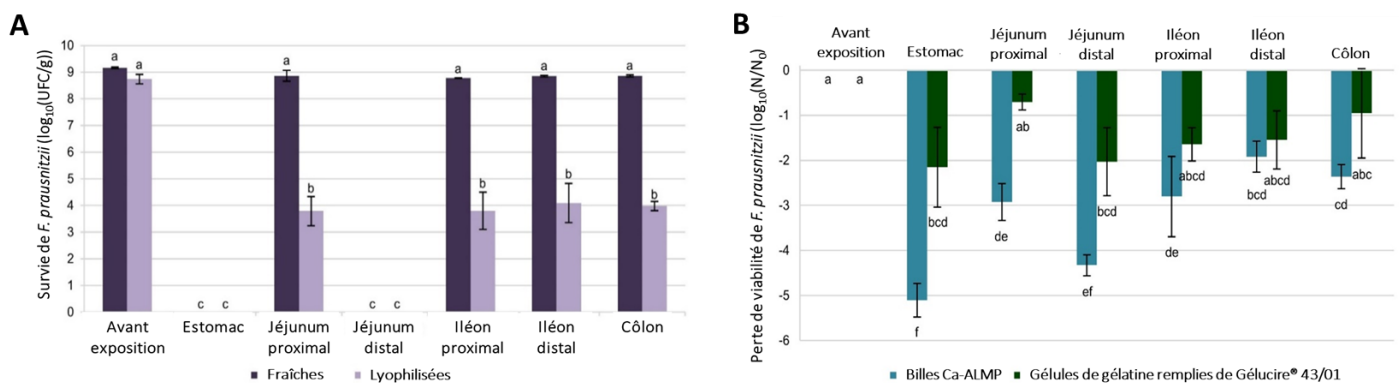 A
Survie de F. prausnitzii (log10(UFC/g))
10
9
8
7
6
5
4
3
2
1
0
a a
c c
a b
c c
a b
a b
a b
Avant exposition
Estomac
Jéjunum proximal
Jéjunum distal
Iléon proximal
Iléon distal
Côlon
Fraîches Lyophilisées
B
Perte de viabilité de F. prausnitzii (log10(N/N0)
Avant exposition
Estomac
Jéjunum proximal
Jéjunum distal
Iléon proximal
Iléon distal
Côlon
0
-1
-2
-3
-4
-5
-6
a a
f bcd
de ab
ef bcd
de abcd
bcd abcd
cd abc
Billes Ca-ALMP Gélules de gélatine remplies de Gélucire® 43/01